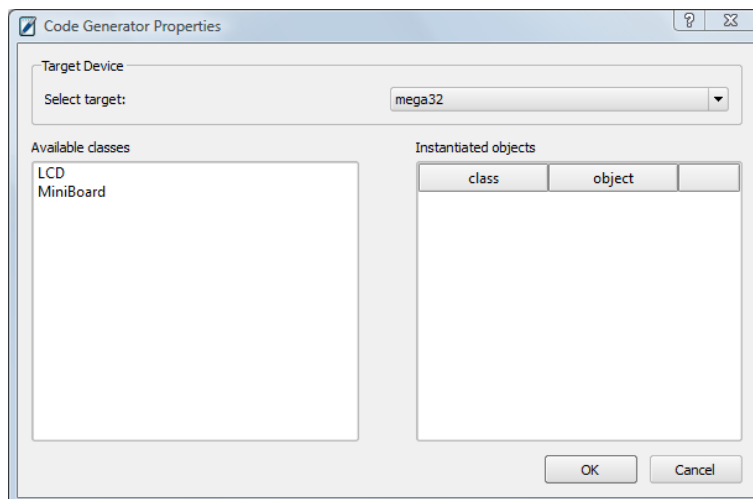 Code Generator Properties
Target Device
Select target: mega32
Available classes
LCD
MiniBoard
Instantiated objects
class object
OK Cancel